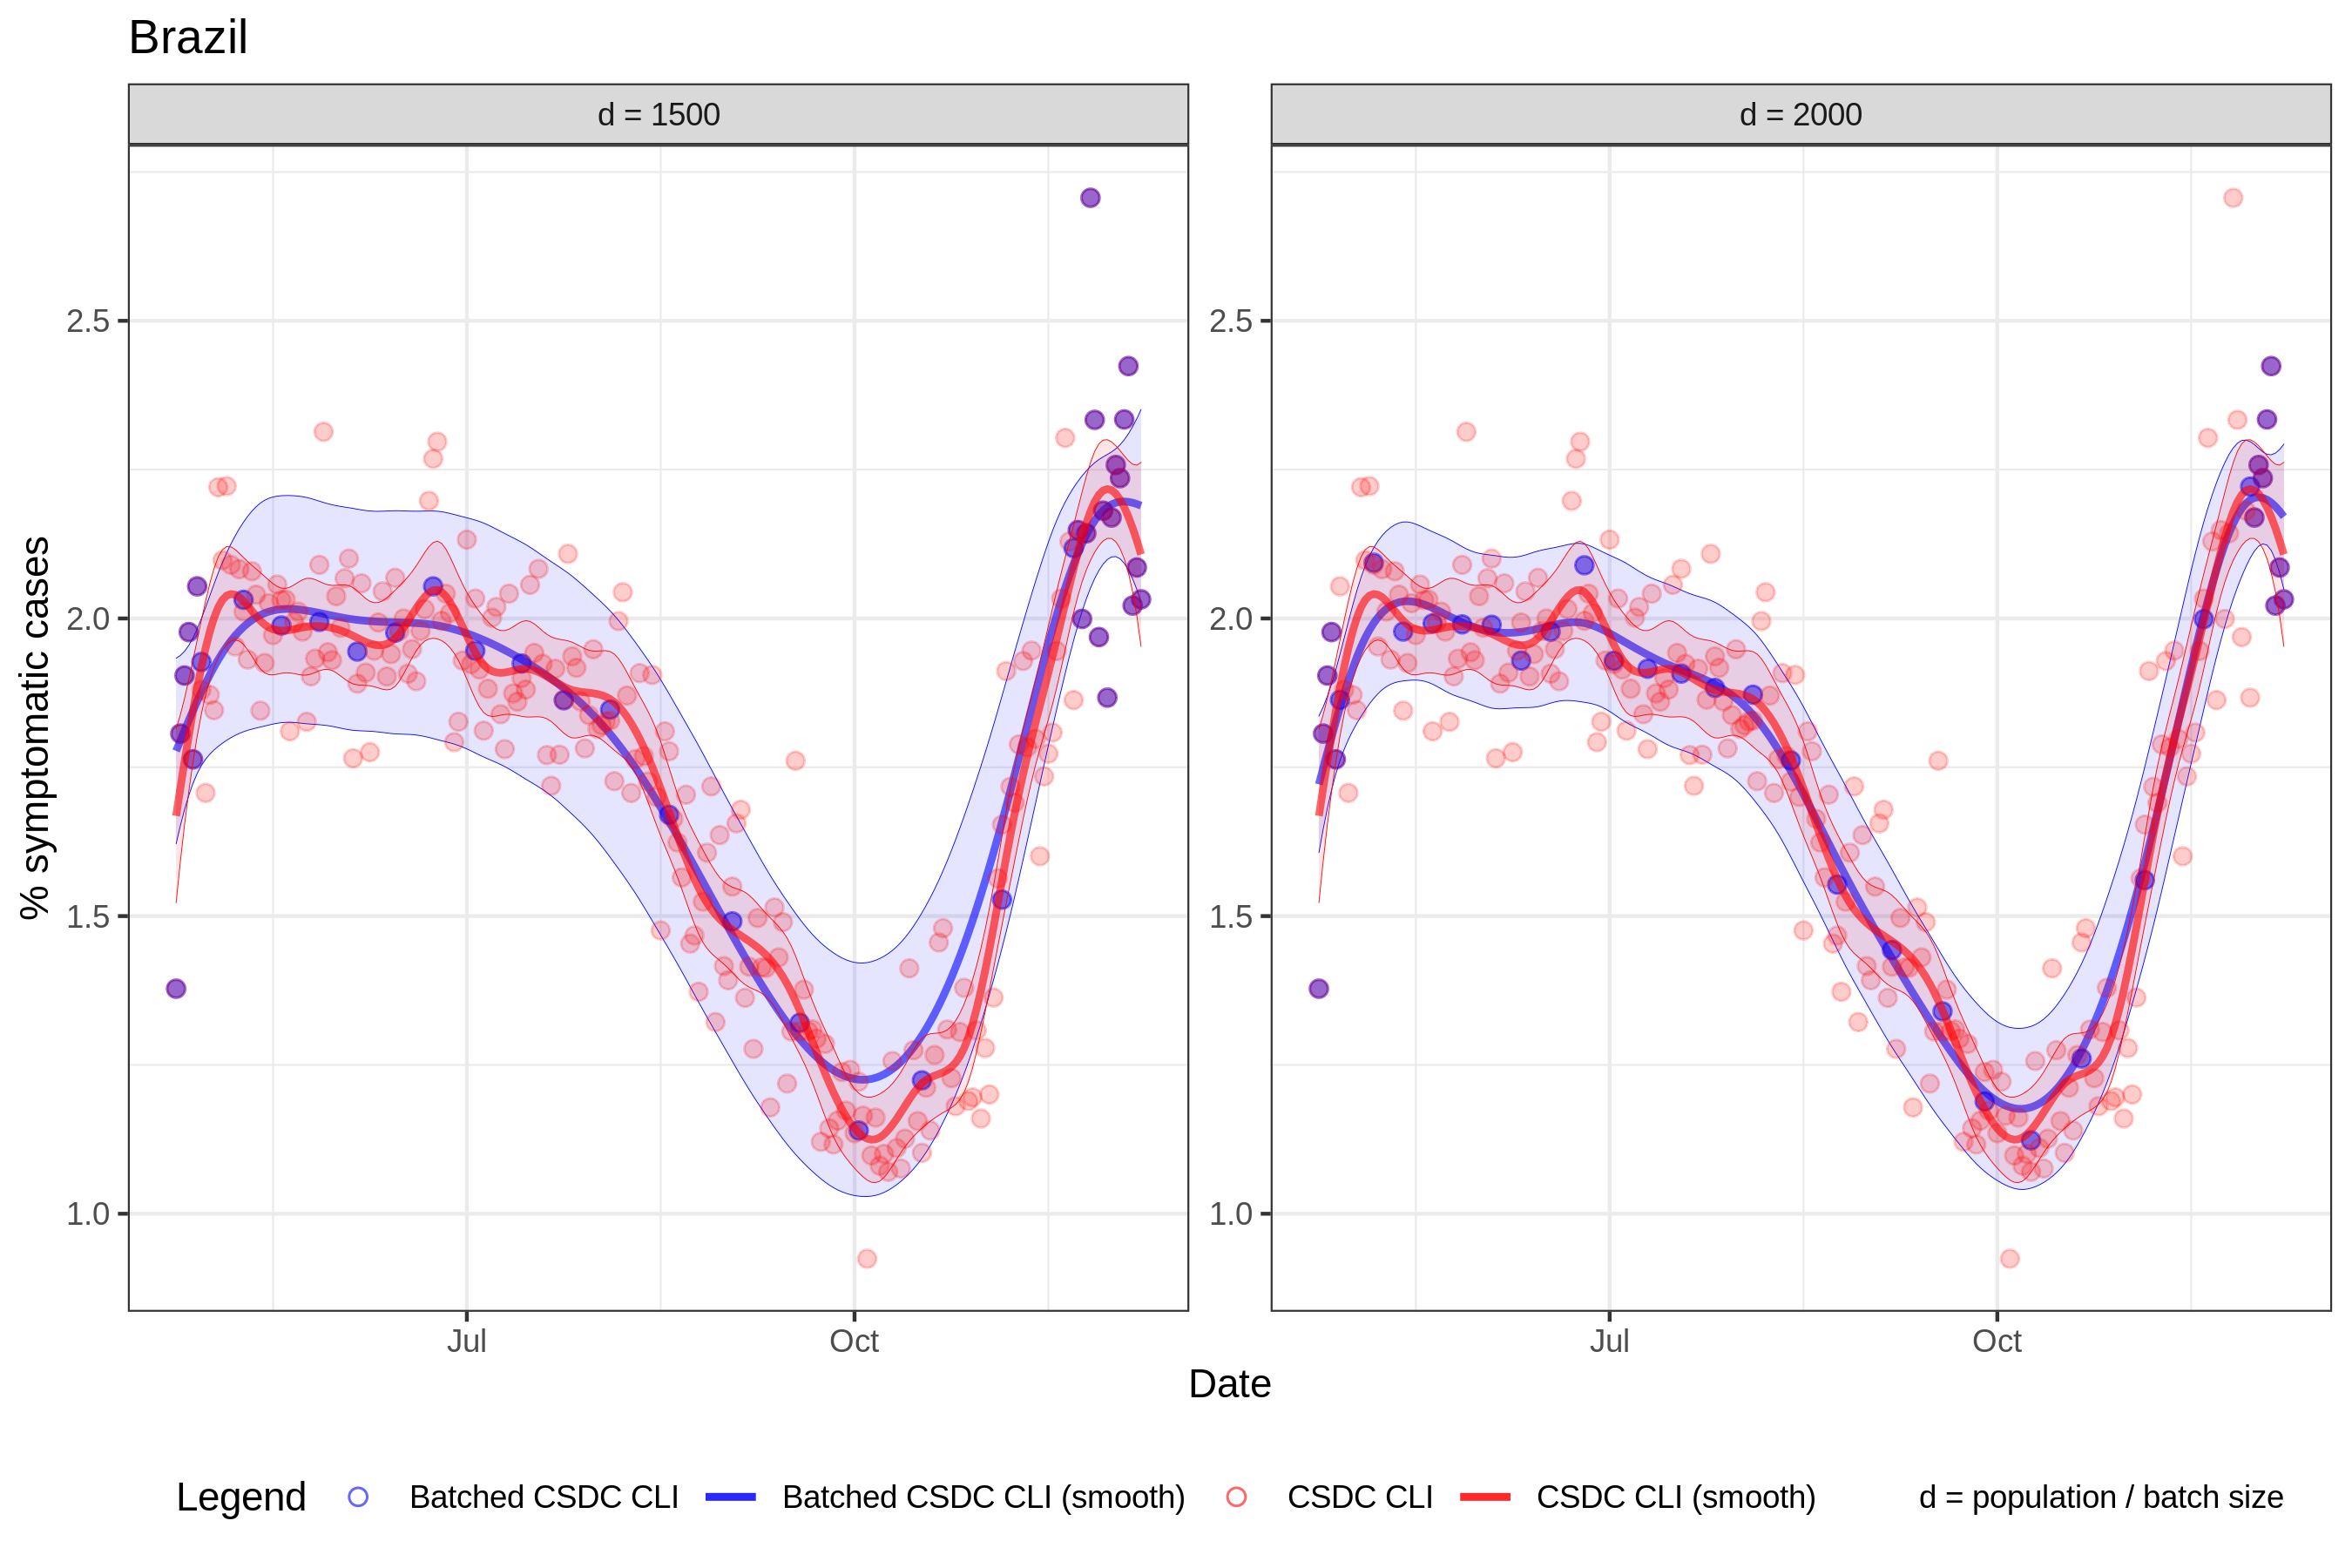 Brazil
d = 1500
d = 2000
% symptomatic cases
2.5
2.0
1.5
1.0
2.5
2.0
1.5
1.0
Jul
Oct
Jul
Oct
Date
Legend
Batched CSDC CLI
Batched CSDC CLI (smooth)
CSDC CLI
CSDC CLI (smooth)
d = population / batch size